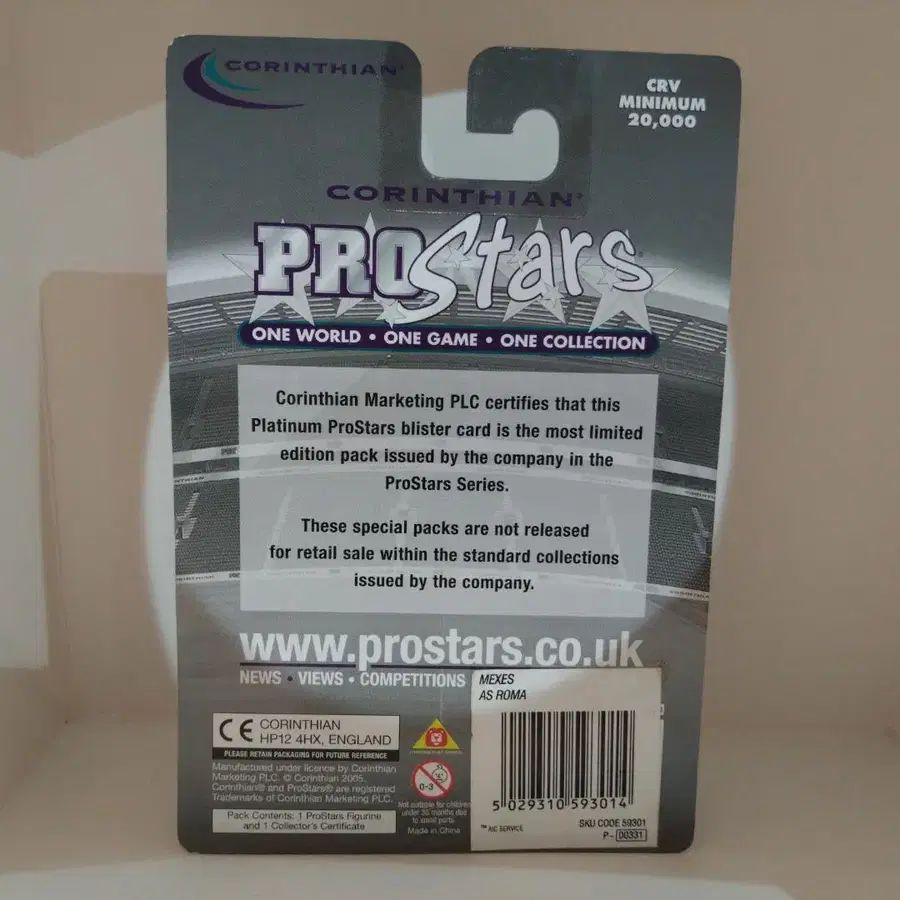 CORINTHIAN
CRV
MINIMUM
20,000
CORINTHIAN
PROStars
ONE WORLD • ONE GAME • ONE COLLECTION
Corinthian Marketing PLC certifies that this
Platinum ProStars blister card is the most limited
edition pack issued by the company in the
ProStars Series.
These special packs are not released
for retail sale within the standard collections
issued by the company.
www.prostars.co.uk
NEWS • VIEWS • COMPETITIONS
MEXES
AS ROMA
5 029310 593014
™ AIC SERVICE
SKU CODE 59301
P - 00331
CE CORINTHIAN
HP12 4HX, ENGLAND
PLEASE RETAIN PACKAGING FOR FUTURE REFERENCE
Manufactured under licence by Corinthian
Marketing PLC. © Corinthian 2005.
Corinthian® and ProStars® are registered
Trademarks of Corinthian Marketing PLC.
Pack Contents: 1 ProStars Figurine
and 1 Collector's Certificate
0-3
Not suitable for children
under 36 months due
to small parts.
Made in China